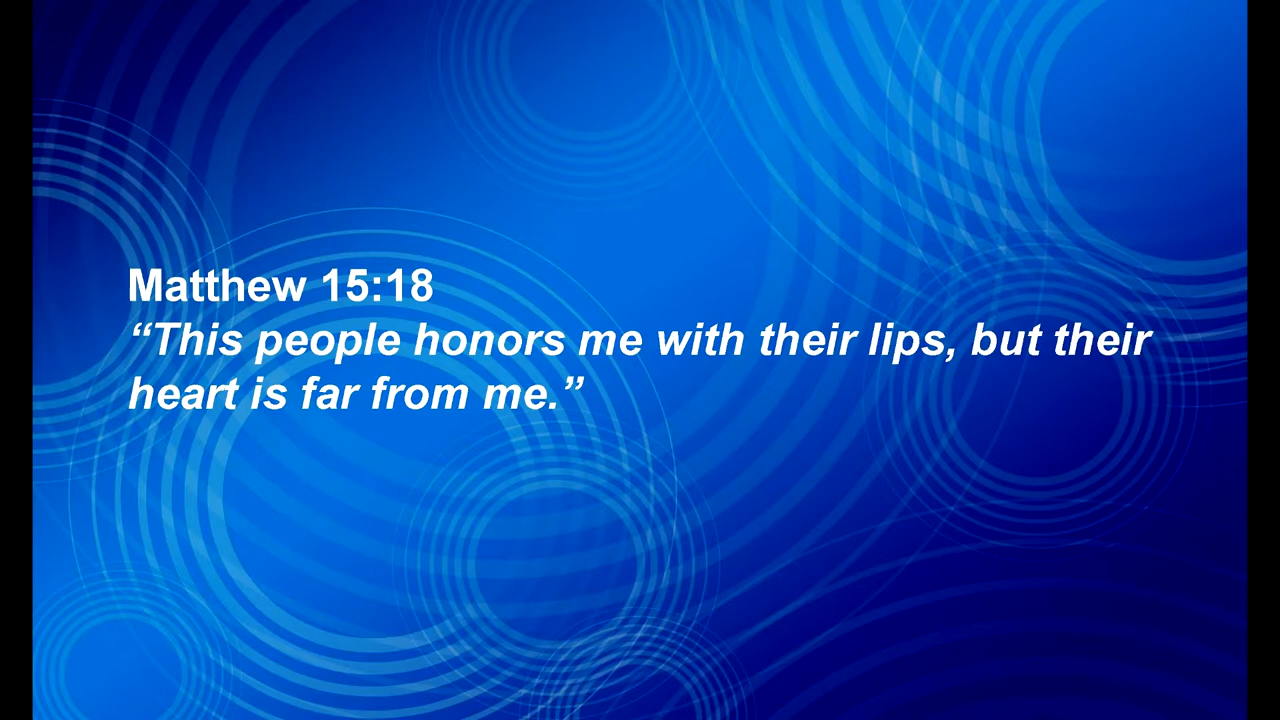 Matthew 15:18
“This people honors me with their lips, but their
heart is far from me.”